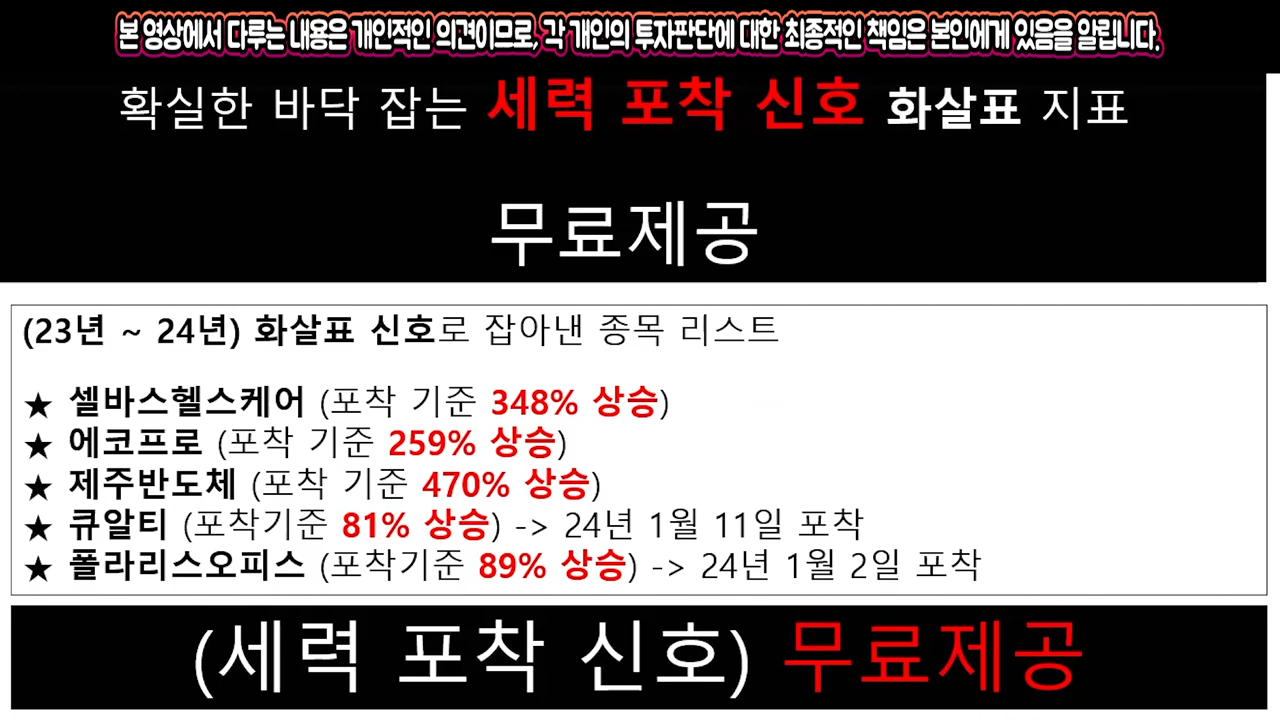 본 영상에서 다루는 내용은 개인적인 의견이므로, 각 개인의 투자판단에 대한 최종적인 책임은 본인에게 있음을 알립니다.
확실한 바닥 잡는 세력 포착 신호 화살표 지표
무료제공
(23년 ~ 24년) 화살표 신호로 잡아낸 종목 리스트
★ 셀바스헬스케어 (포착 기준 348% 상승)
★ 에코프로 (포착 기준 259% 상승)
★ 제주반도체 (포착 기준 470% 상승)
★ 큐알티 (포착기준 81% 상승) -> 24년 1월 11일 포착
★ 폴라리스오피스 (포착기준 89% 상승) -> 24년 1월 2일 포착
(세력 포착 신호) 무료제공